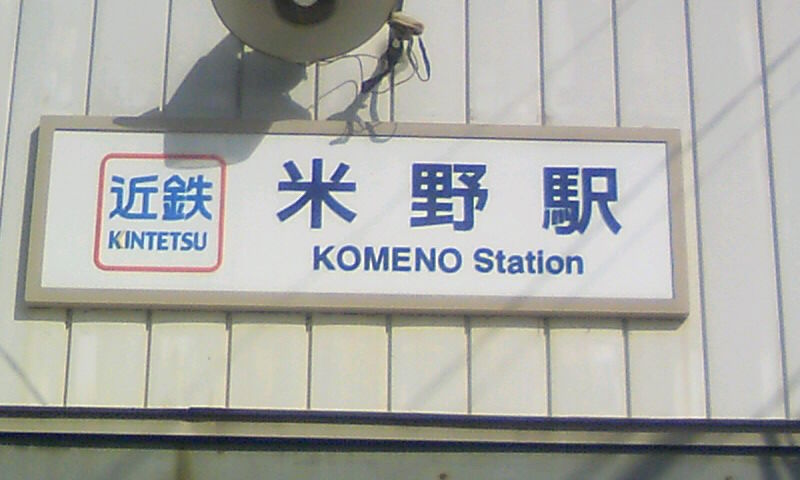 近鉄
KINTETSU
米野駅
KOMENO Station